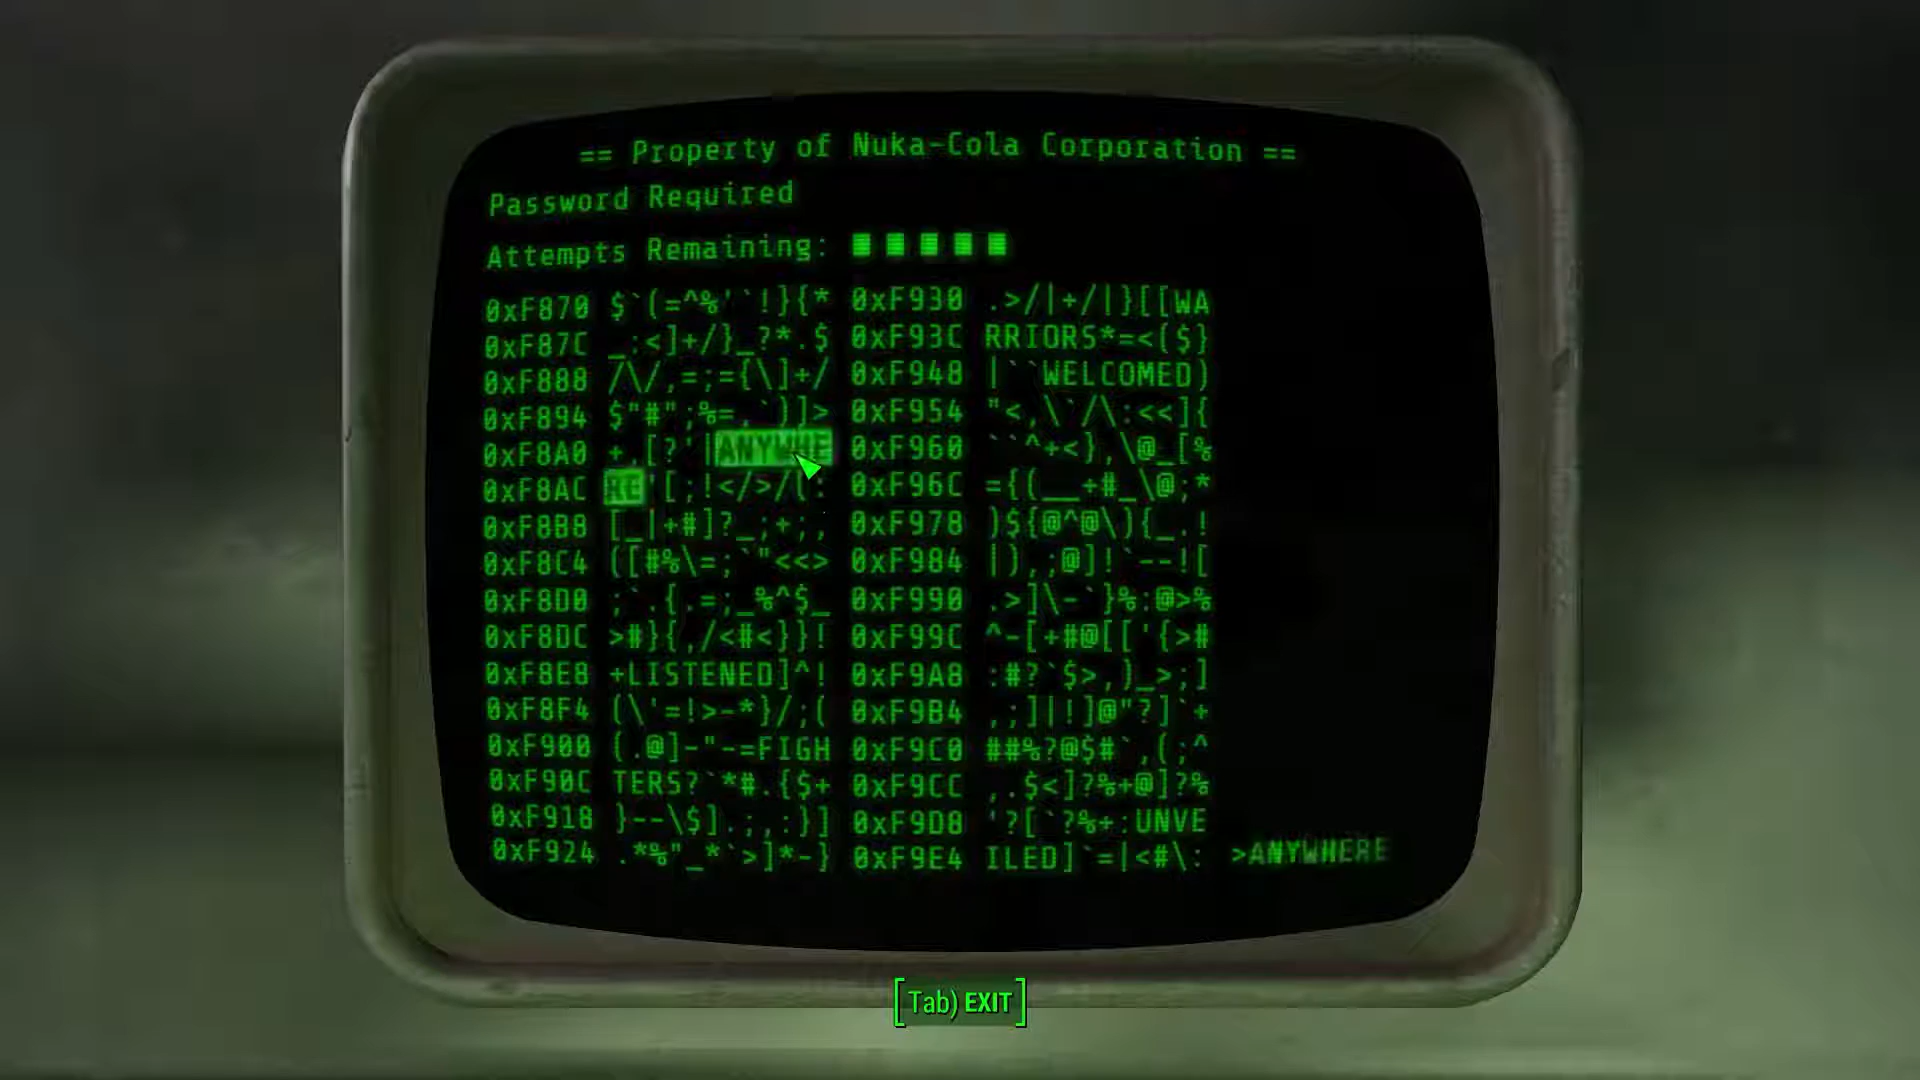 == Property of Nuka-Cola Corporation ==
Password Required
Attempts Remaining:
0xF870 $`(=^%'`!}{* 0xF930 .>/|+/|}[[WA
0xF87C _:<]+/}_?*.$ 0xF93C RRIORS*=<($}
0xF888 /\/,=;={\]+/ 0xF948 |``WELCOMED)
0xF894 $"#";%=,`)]> 0xF954 "<,\`/\:<<]{
0xF8A0 +.[?'|ANYWHE 0xF960 ``^+<},\@_[%
0xF8AC RE'[;!</>/(: 0xF96C ={(__+#_\@;*
0xF8B8 [_|+#]?_;+;, 0xF978 )${@^@\){_.!
0xF8C4 ([#%\=;`"<<> 0xF984 |),;@]!`--![
0xF8D0 ;`.{.=;_%^$_ 0xF990 .>]\-`}%:@>%
0xF8DC >#}{,/<#<}}! 0xF99C ^-[+#@[['{>#
0xF8E8 +LISTENED]^! 0xF9A8 :#?`$>,)_>;]
0xF8F4 (\'=!>-*}/;( 0xF9B4 ,;]|!]@"?]`+
0xF900 (.@]-"-=FIGH 0xF9C0 ##%?@$#`,(;^
0xF90C TERS?`*#.{$+ 0xF9CC ,.$<]?%+@]?%
0xF918 }--\$].;,:}] 0xF9D8 '?[`?%+:UNVE
0xF924 .*%"_*`>]*-} 0xF9E4 ILED]`=|<#\: >ANYWHERE
[Tab) EXIT]